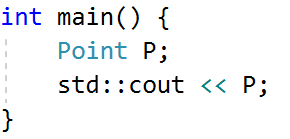 int main() {
    Point P;
    std::cout << P;
}